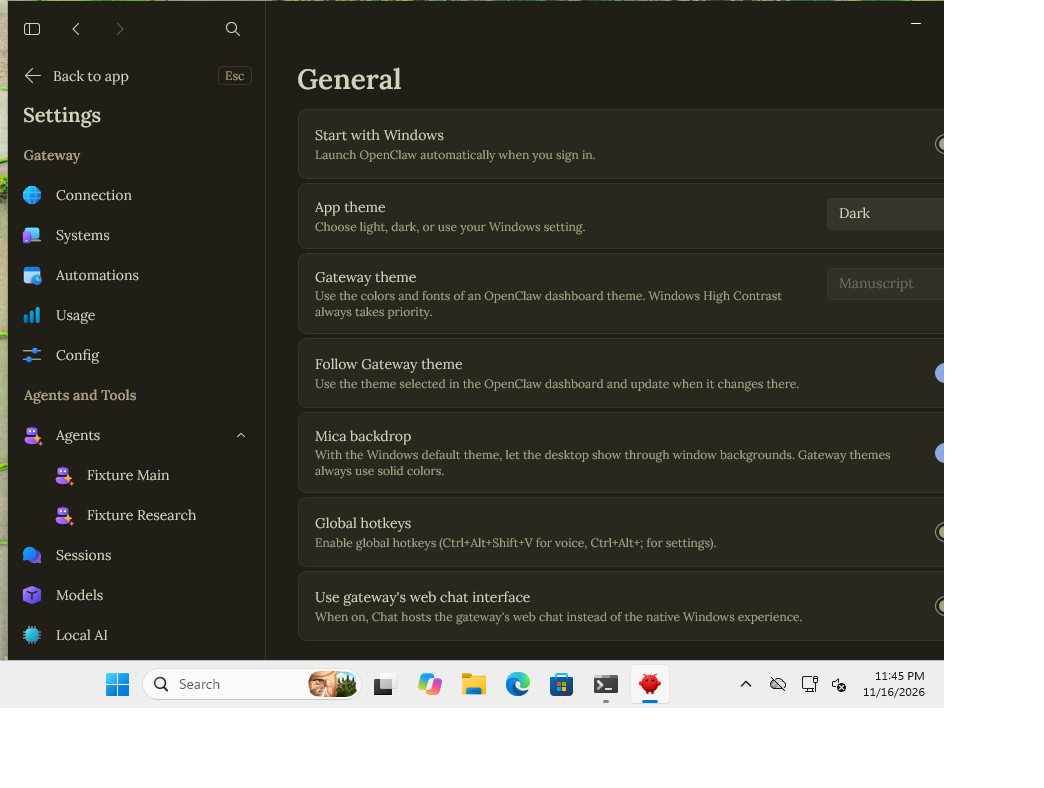 Back to app
Esc
Settings
Gateway
Connection
Systems
Automations
Usage
Config
Agents and Tools
Agents
Fixture Main
Fixture Research
Sessions
Models
Local AI
General
Start with Windows
Launch OpenClaw automatically when you sign in.
App theme
Choose light, dark, or use your Windows setting.
Dark
Gateway theme
Use the colors and fonts of an OpenClaw dashboard theme. Windows High Contrast
always takes priority.
Manuscript
Follow Gateway theme
Use the theme selected in the OpenClaw dashboard and update when it changes there.
Mica backdrop
With the Windows default theme, let the desktop show through window backgrounds. Gateway themes
always use solid colors.
Global hotkeys
Enable global hotkeys (Ctrl+Alt+Shift+V for voice, Ctrl+Alt+; for settings).
Use gateway's web chat interface
When on, Chat hosts the gateway's web chat instead of the native Windows experience.
Search
11:45 PM
11/16/2026